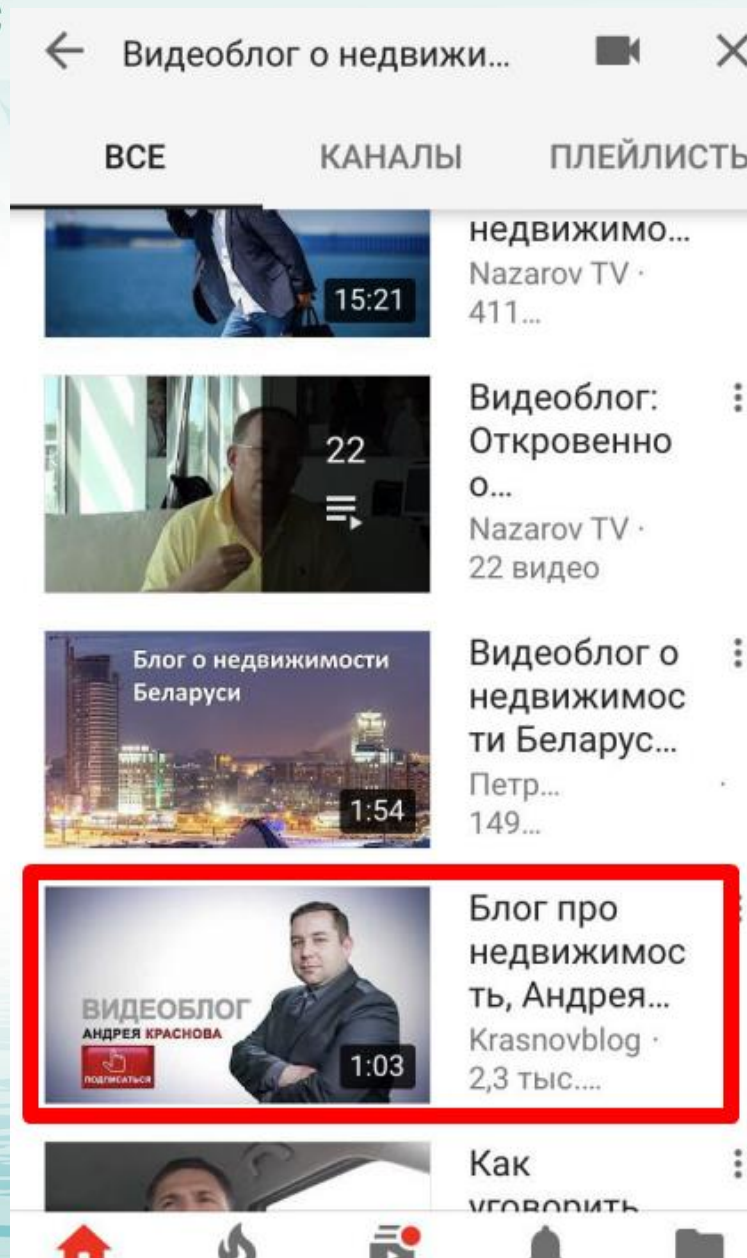 Видеоблог о недвижи...
ВСЕ
КАНАЛЫ
ПЛЕЙЛИСТЫ
недвижимо...
Nazarov TV ·
411...
15:21
Видеоблог:
Откровенно
о...
Nazarov TV ·
22 видео
22
Блог о недвижимости
Беларуси
1:54
Видеоблог о
недвижимос
ти Беларус...
Петр... ·
149...
ВИДЕОБЛОГ
АНДРЕЯ КРАСНОВА
ПОДПИСАТЬСЯ
1:03
Блог про
недвижимос
ть, Андрея...
Krasnovblog ·
2,3 тыс....
Как
уговорить